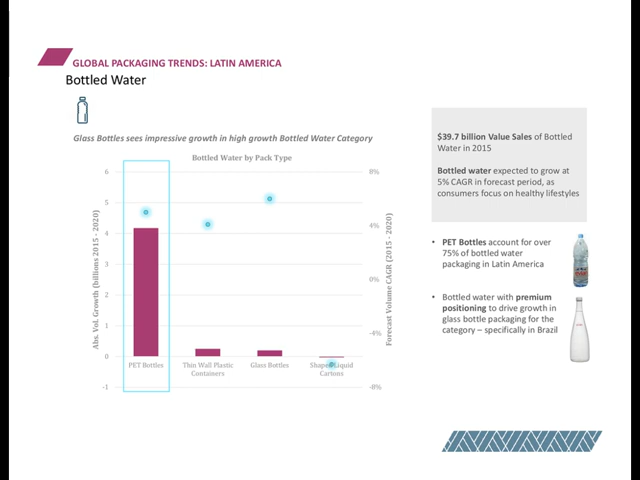 GLOBAL PACKAGING TRENDS: LATIN AMERICA
Bottled Water
Glass Bottles sees impressive growth in high growth Bottled Water Category
Bottled Water by Pack Type
Abs. Vol. Growth (billions 2015 - 2020)
6
5
4
3
2
1
0
-1
8%
4%
0%
-4%
-8%
Forecast Volume CAGR (2015 - 2020)
PET Bottles
Thin Wall Plastic
Containers
Glass Bottles
Shaped Liquid
Cartons
$39.7 billion Value Sales of Bottled
Water in 2015
Bottled water expected to grow at
5% CAGR in forecast period, as
consumers focus on healthy lifestyles
• PET Bottles account for over
75% of bottled water
packaging in Latin America
• Bottled water with premium
positioning to drive growth in
glass bottle packaging for the
category – specifically in Brazil